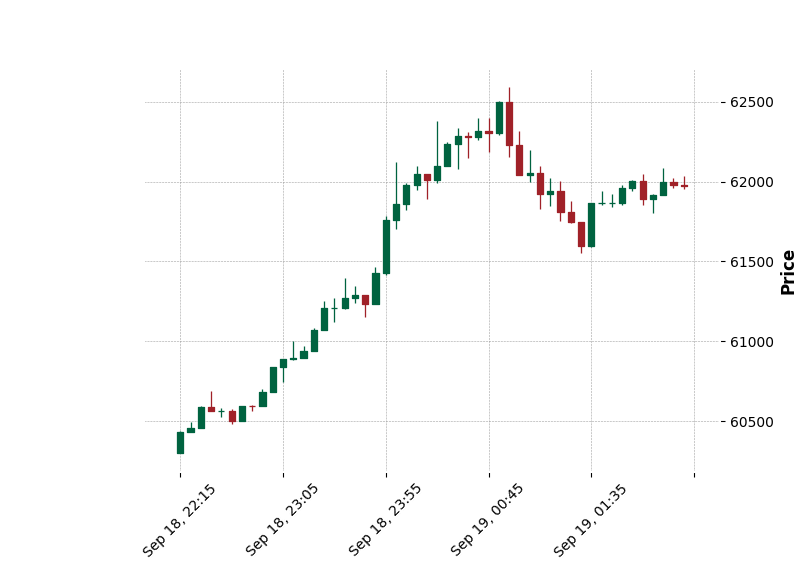 62500
62000
61500
61000
60500
Price
Sep 18, 22:15
Sep 18, 23:05
Sep 18, 23:55
Sep 19, 00:45
Sep 19, 01:35